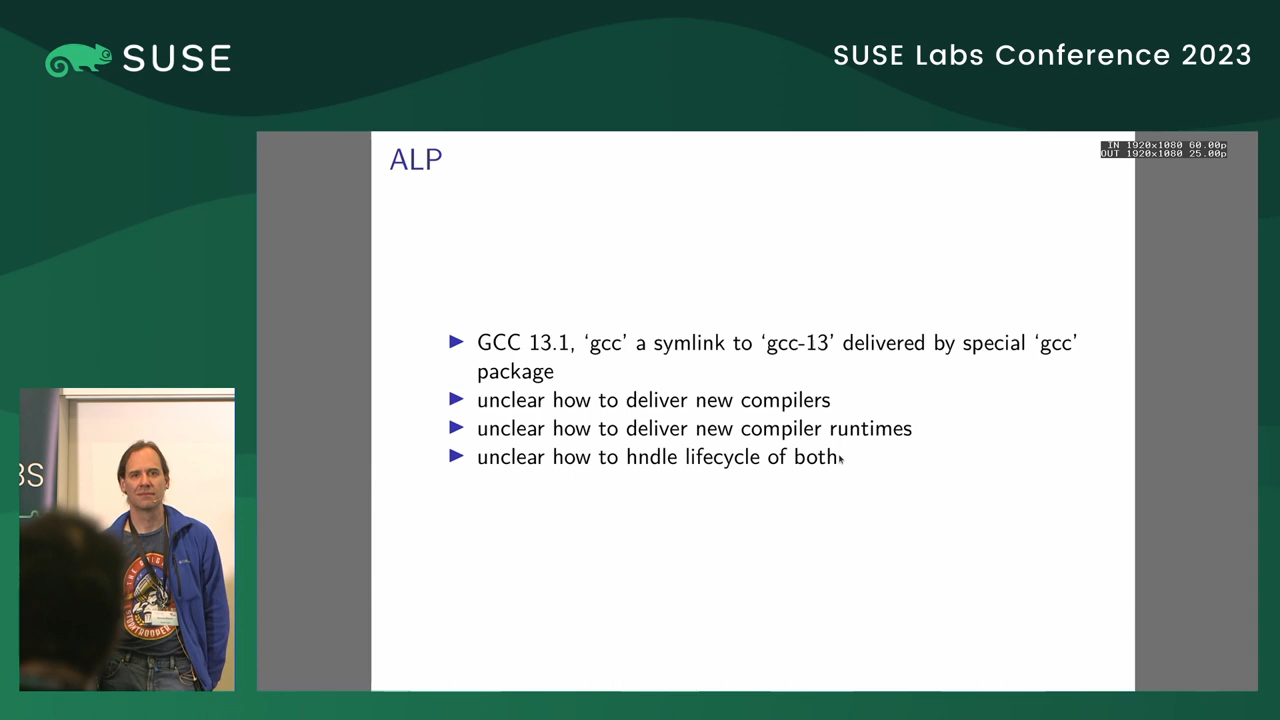 SUSE
SUSE Labs Conference 2023
ALP
IN 1920x1080 60.00p
OUT 1920x1080 25.00p
▶ GCC 13.1, ‘gcc’ a symlink to ‘gcc-13’ delivered by special ‘gcc’
package
▶ unclear how to deliver new compilers
▶ unclear how to deliver new compiler runtimes
▶ unclear how to hndle lifecycle of both
BS